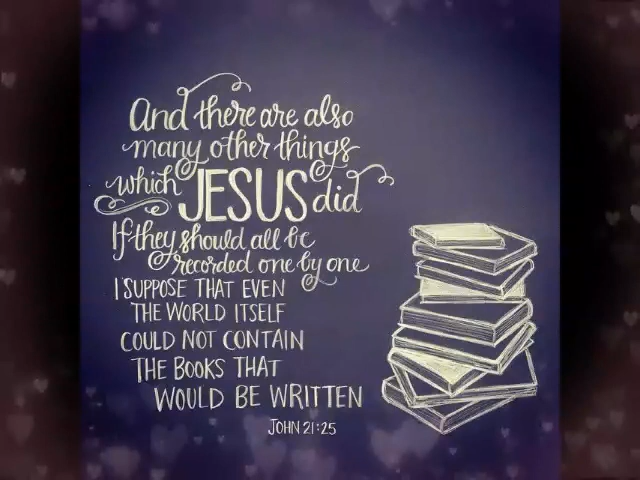 And there are also
many other things
which JESUS did
If they should all be
recorded one by one
I SUPPOSE THAT EVEN
THE WORLD ITSELF
COULD NOT CONTAIN
THE BOOKS THAT
WOULD BE WRITTEN
JOHN 21:25